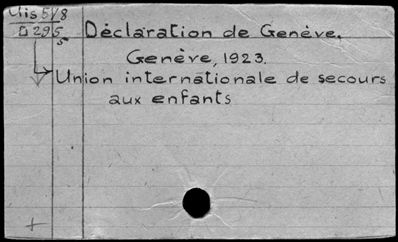 Déclaration de Genève.
Genève, 1923.
Union internationale de secours
aux enfants